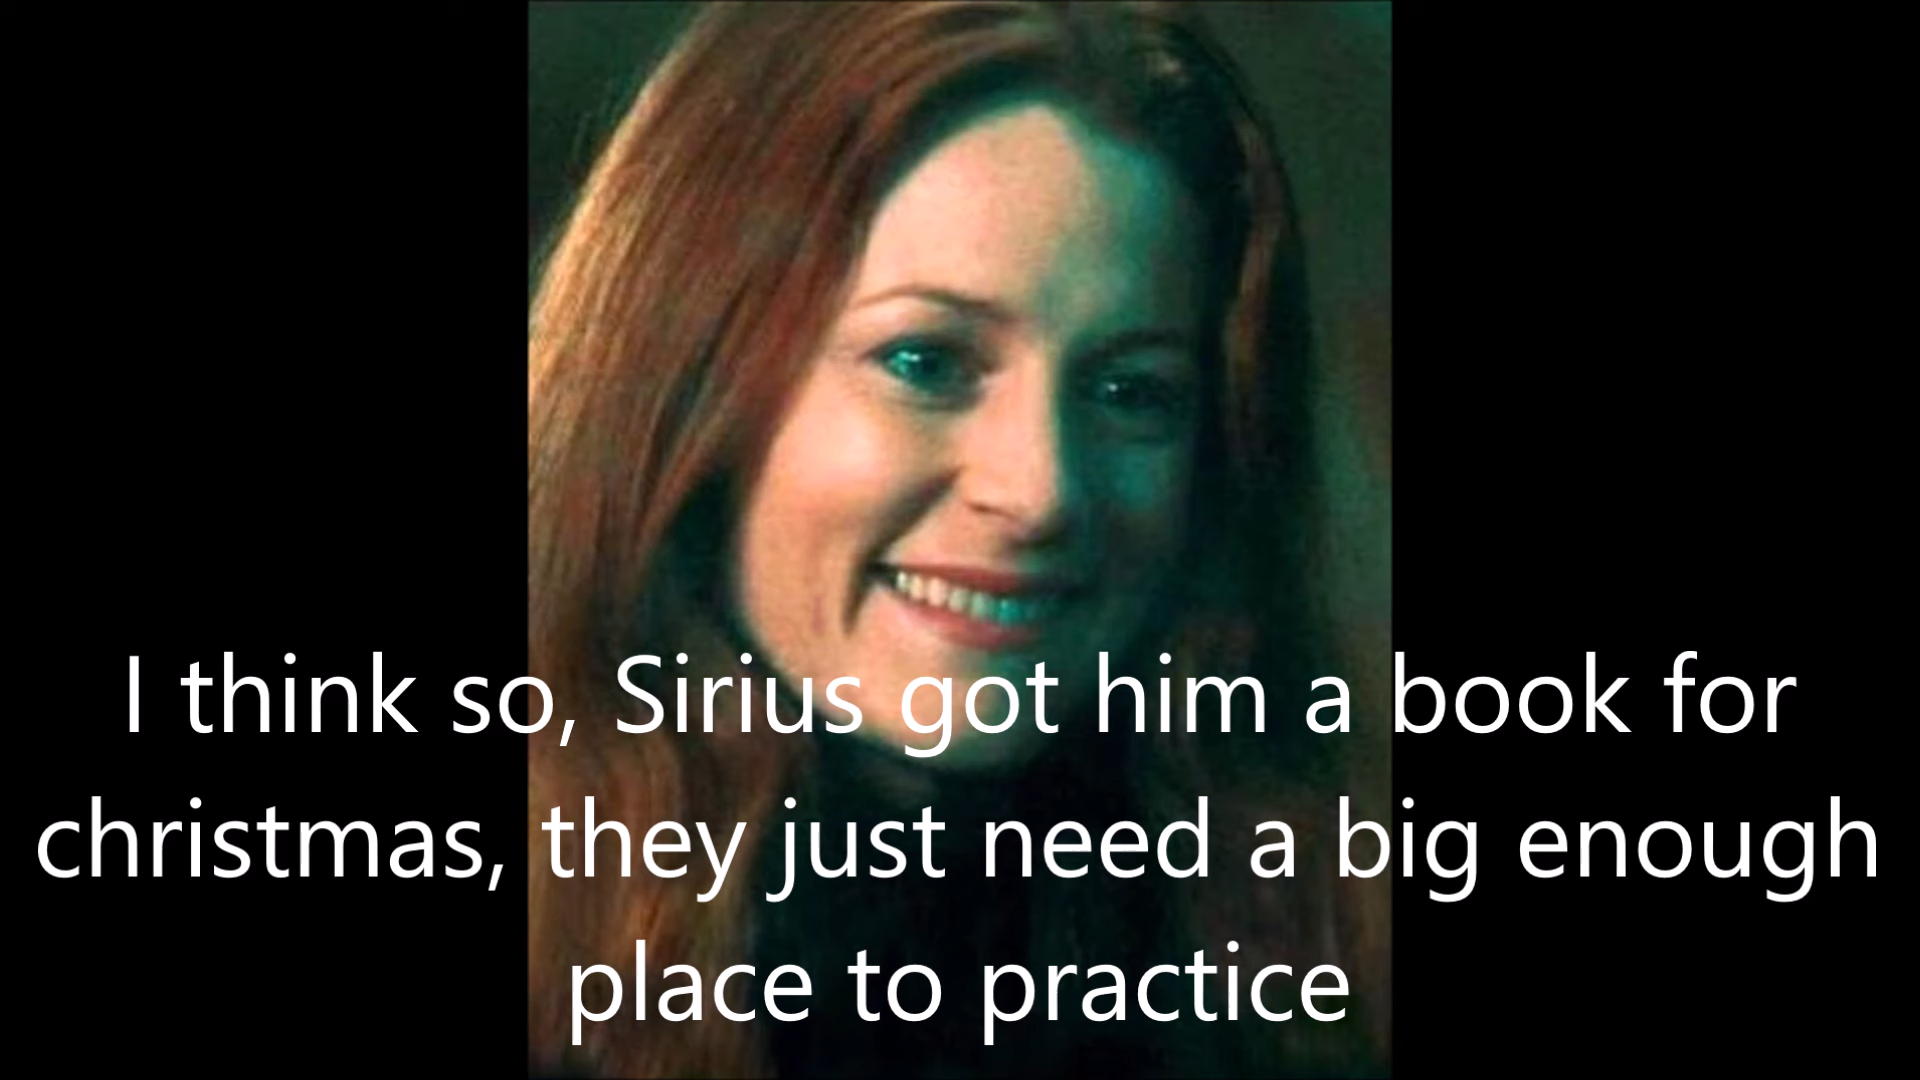 I think so, Sirius got him a book for
christmas, they just need a big enough
place to practice